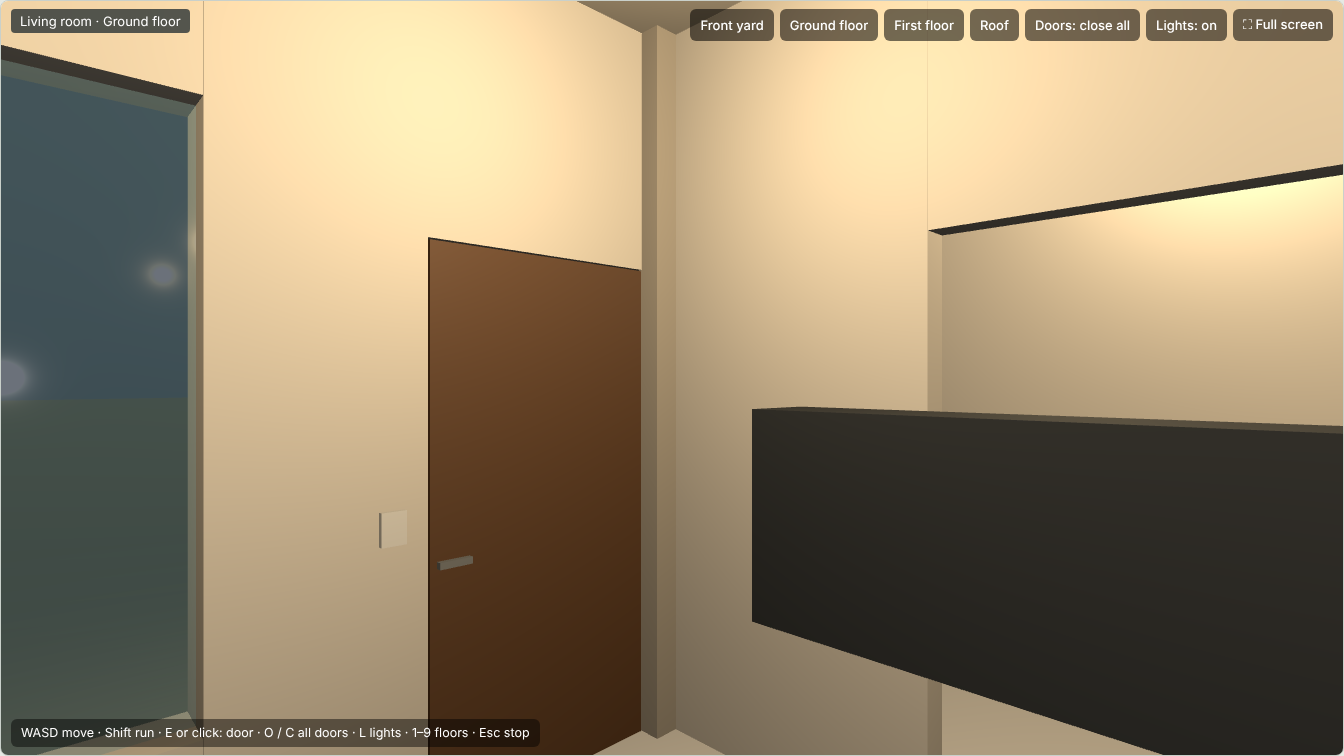 Living room · Ground floor
Front yard
Ground floor
First floor
Roof
Doors: close all
Lights: on
Full screen
WASD move · Shift run · E or click: door · O / C all doors · L lights · 1–9 floors · Esc stop